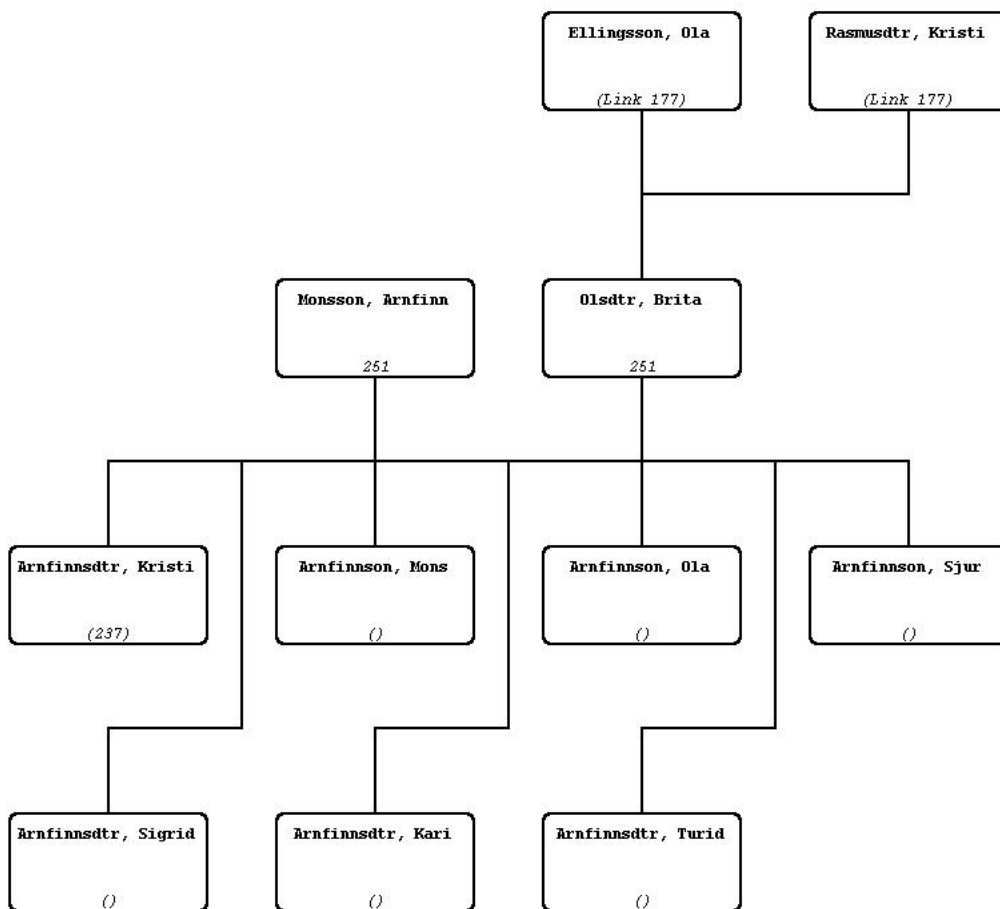 Ellingsson, Ola
(Link 177)
Rasmusdtr, Kristi
(Link 177)
Monsson, Arnfinn
251
Olsdtr, Brita
251
Arnfinnsdtr, Kristi
(237)
Arnfinnson, Mons
()
Arnfinnson, Ola
()
Arnfinnson, Sjur
()
Arnfinnsdtr, Sigrid
()
Arnfinnsdtr, Kari
()
Arnfinnsdtr, Turid
()